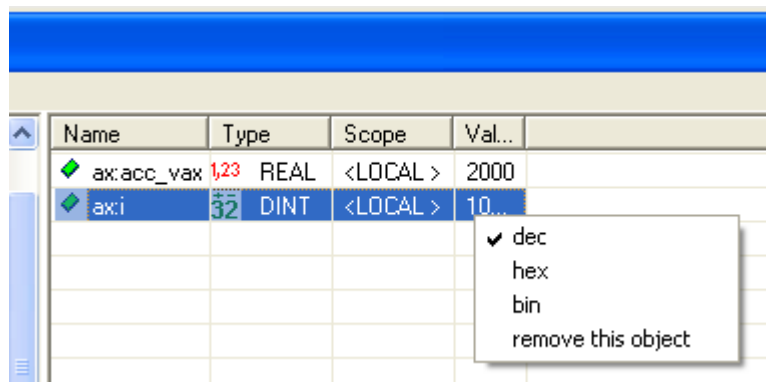 Name Type Scope Val...
ax:acc_vax 1,23 REAL <LOCAL> 2000
ax:i 32 DINT <LOCAL> 10...
dec
hex
bin
remove this object